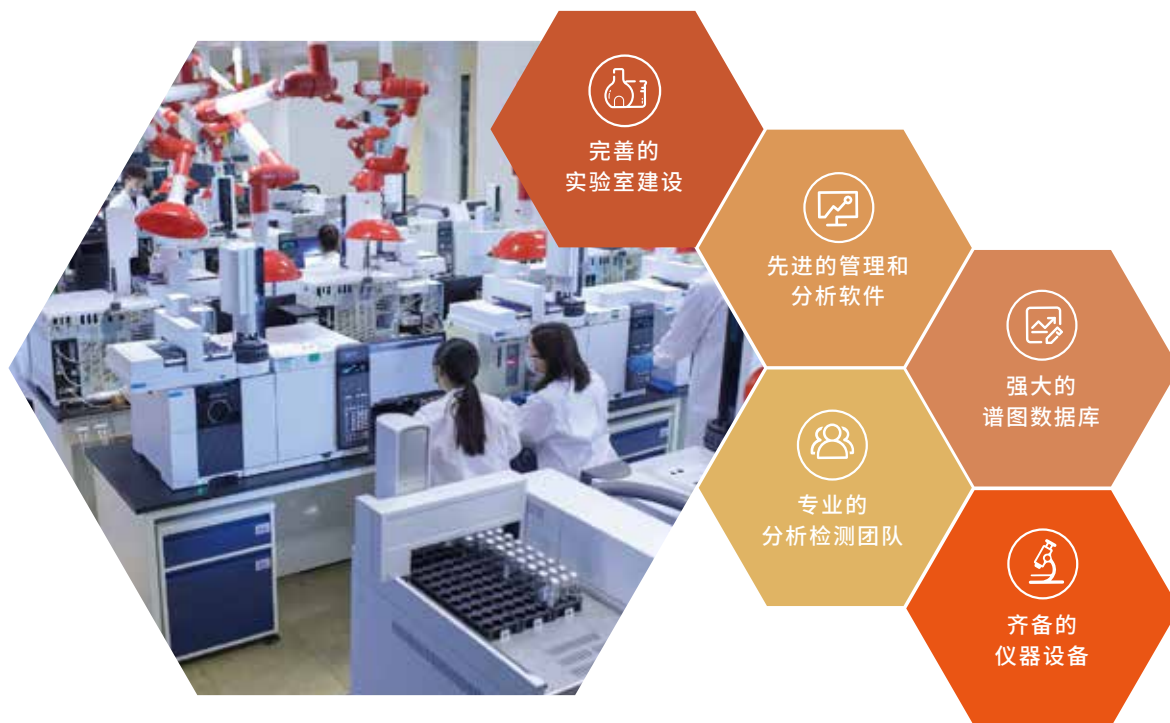 完善的
实验室建设
先进的管理和
分析软件
强大的
谱图数据库
专业的
分析检测团队
齐备的
仪器设备